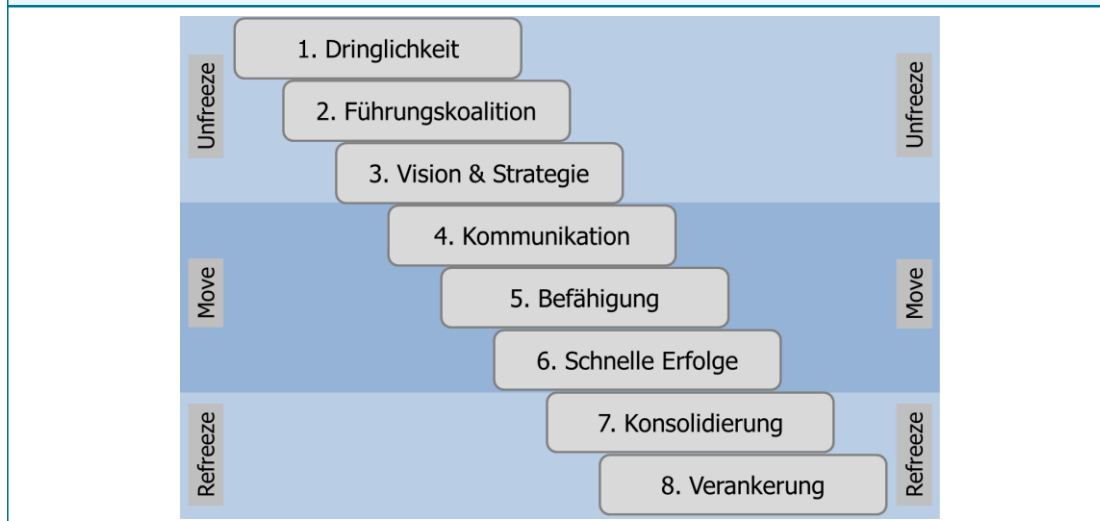 1. Dringlichkeit
2. Führungskoalition
3. Vision & Strategie
Unfreeze
Unfreeze
4. Kommunikation
5. Befähigung
6. Schnelle Erfolge
Move
Move
7. Konsolidierung
8. Verankerung
Refreeze
Refreeze